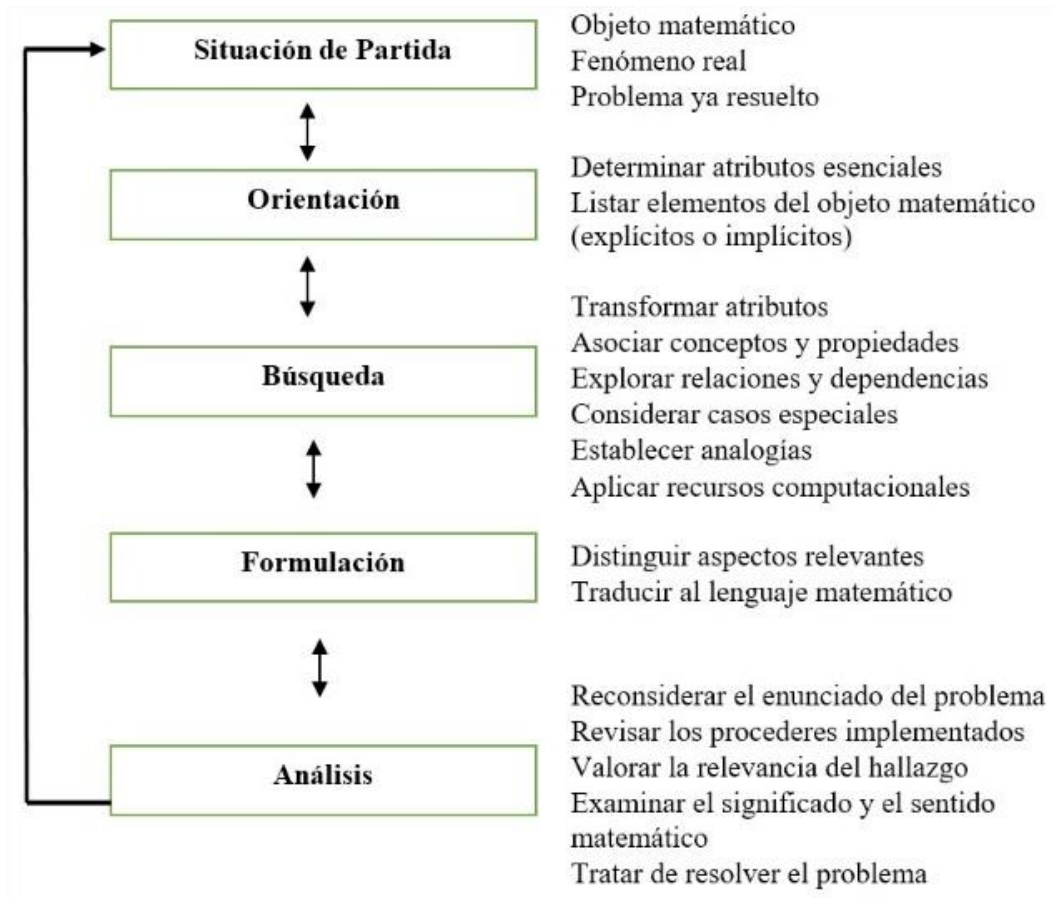 Situación de Partida
Objeto matemático
Fenómeno real
Problema ya resuelto
Orientación
Determinar atributos esenciales
Listar elementos del objeto matemático
(explícitos o implícitos)
Búsqueda
Transformar atributos
Asociar conceptos y propiedades
Explorar relaciones y dependencias
Considerar casos especiales
Establecer analogías
Aplicar recursos computacionales
Formulación
Distinguir aspectos relevantes
Traducir al lenguaje matemático
Análisis
Reconsiderar el enunciado del problema
Revisar los procederes implementados
Valorar la relevancia del hallazgo
Examinar el significado y el sentido
matemático
Tratar de resolver el problema